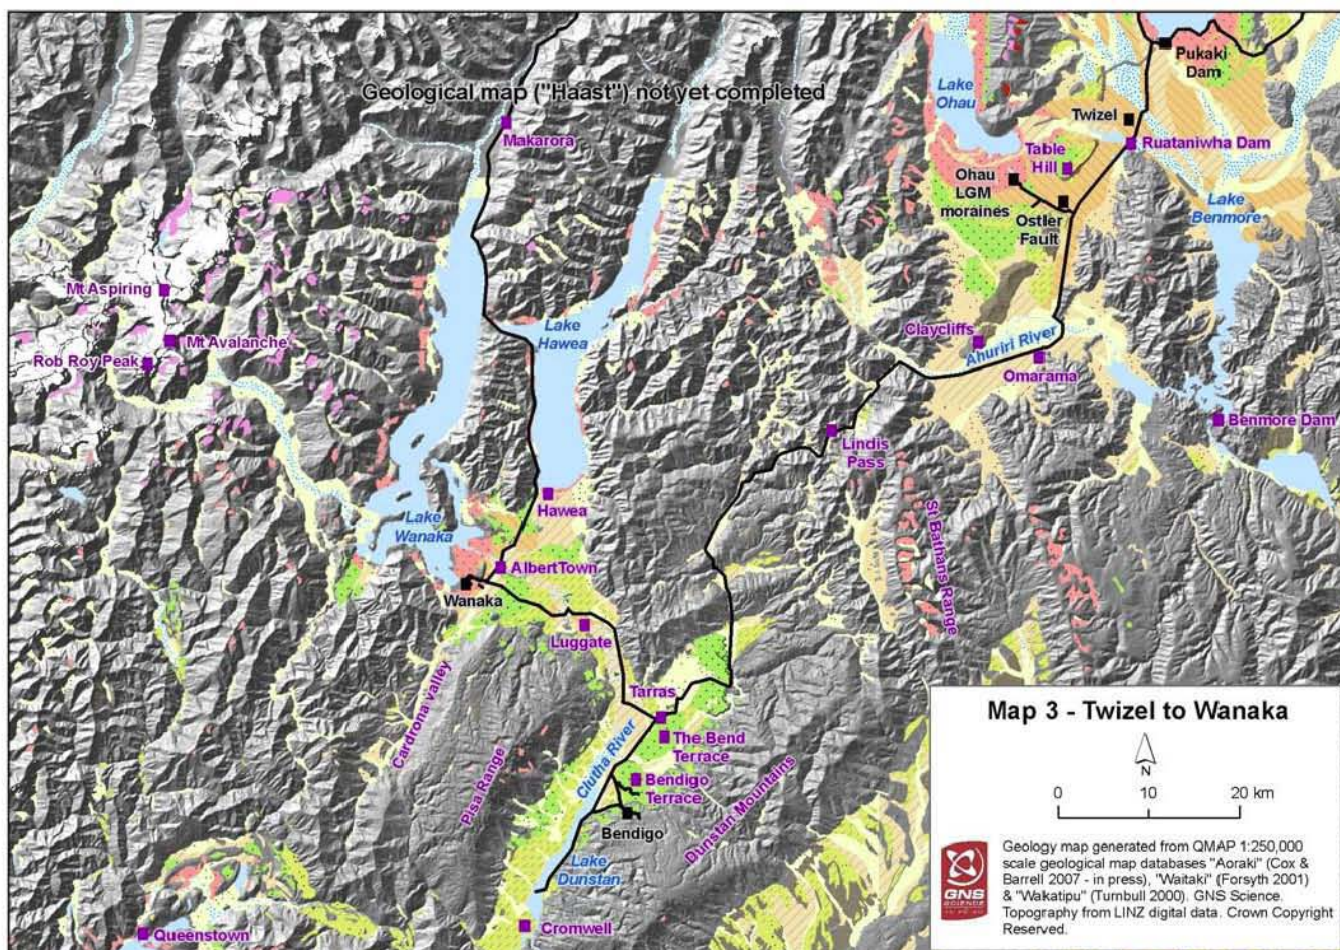 Pukaki
Dam
Lake
Ohau
Geological map ("Haast") not yet completed
Twizel
Makarora
Ruataniwha Dam
Table
Hill
Ohau
LGM
moraines
Lake
Benmore
Ostler
Fault
Mt Aspiring
Lake
Hawea
Claycliffs
Ahuriri River
Mt Avalanche
Rob Roy Peak
Omarama
Benmore Dam
Lindis
Pass
Hawea
Lake
Wanaka
St Bathans Range
AlbertTown
Wanaka
Luggate
Cardrona valley
Tarras
The Bend
Terrace
Clutha River
Pisa Range
Bendigo
Terrace
Dunstan Mountains
Bendigo
Lake
Dunstan
Queenstown
Cromwell
Map 3 - Twizel to Wanaka
N
0 10 20 km
Geology map generated from QMAP 1:250,000
scale geological map databases "Aoraki" (Cox &
Barrell 2007 - in press), "Waitaki" (Forsyth 2001)
& "Wakatipu" (Turnbull 2000). GNS Science.
Topography from LINZ digital data. Crown Copyright
Reserved.
GNS
SCIENCE